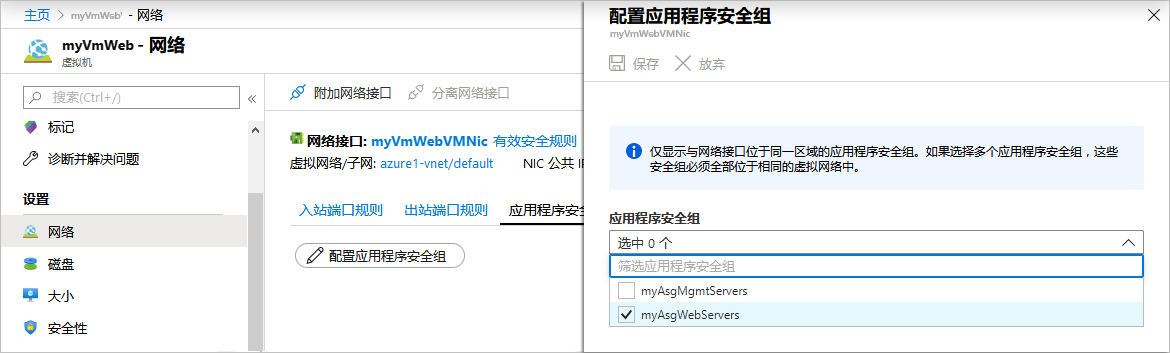 主页 > myVmWeb - 网络
myVmWeb - 网络
虚拟机
搜索(Ctrl+/)
«
标记
诊断并解决问题
设置
网络
磁盘
大小
安全性
附加网络接口
分离网络接口
网络接口: myVmWebVMNic 有效安全规则
虚拟网络/子网: azure1-vnet/default NIC 公共 IP
入站端口规则 出站端口规则 应用程序安全
配置应用程序安全组
配置应用程序安全组
myVmWebVMNic
保存 放弃
仅显示与网络接口位于同一区域的应用程序安全组。如果选择多个应用程序安全组，这些
安全组必须全部位于相同的虚拟网络中。
应用程序安全组
选中 0 个
筛选应用程序安全组
myAsgMgmtServers
myAsgWebServers